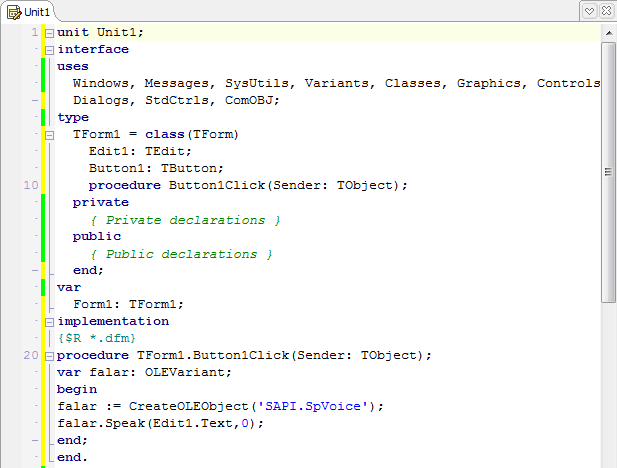 Unit1
1 unit Unit1;
interface
uses
Windows, Messages, SysUtils, Variants, Classes, Graphics, Controls
Dialogs, StdCtrls, ComOBJ;
type
TForm1 = class(TForm)
Edit1: TEdit;
Button1: TButton;
10 procedure Button1Click(Sender: TObject);
private
{ Private declarations }
public
{ Public declarations }
end;
var
Form1: TForm1;
implementation
{$R *.dfm}
20 procedure TForm1.Button1Click(Sender: TObject);
var falar: OLEVariant;
begin
falar := CreateOLEObject('SAPI.SpVoice');
falar.Speak(Edit1.Text,0);
end;
end.